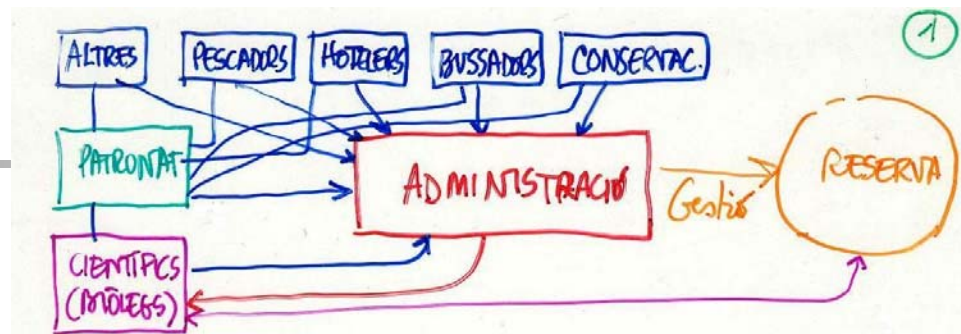 1
ALTRES
PESCADORS
HOTELERS
BUSSADORS
CONSERVAC.
PATRONAT
ADMINISTRACIÓ
Gestió
RESERVA
CIENTÍFICS
(BIÒLEGS)